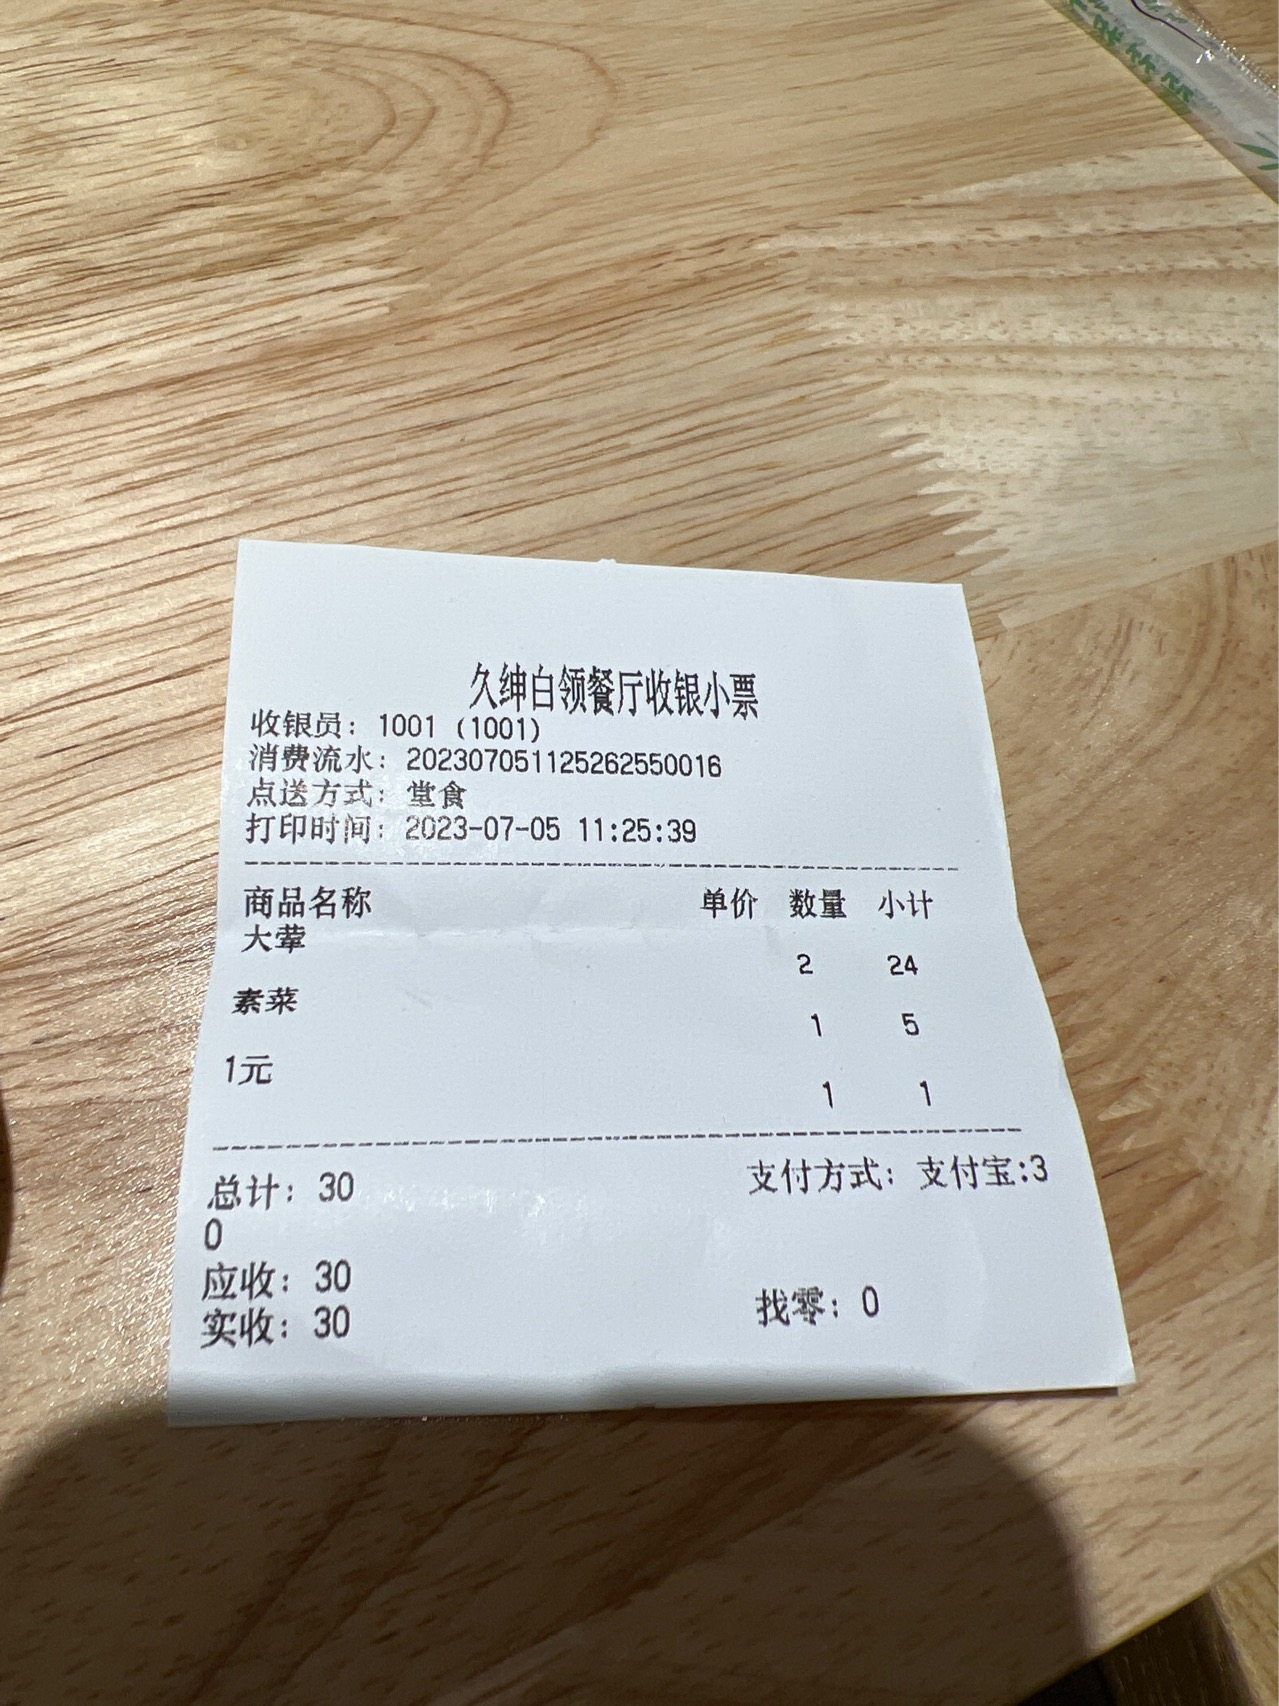 久绅白领餐厅收银小票
收银员：1001 (1001)
消费流水：2023070511252625​50016
点送方式：堂食
打印时间：2023-07-05 11:25:39
商品名称 单价 数量 小计
大荤
2 24
素菜
1 5
1元
1 1
总计：30 支付方式：支付宝:3
0
应收：30
实收：30 找零：0